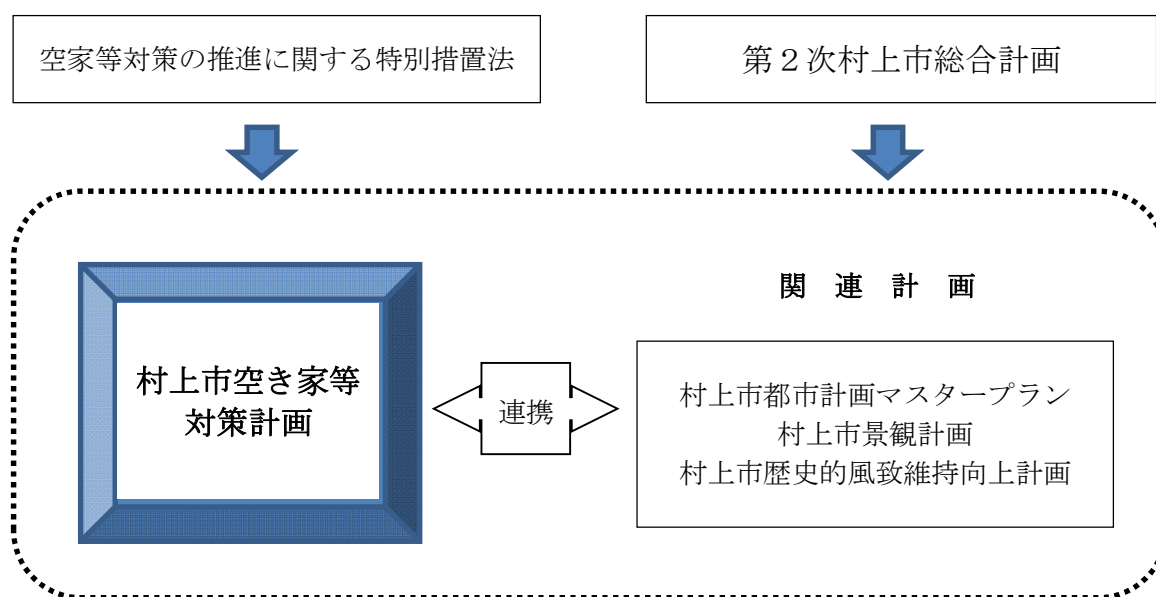 空家等対策の推進に関する特別措置法
第２次村上市総合計画
関連計画
村上市空き家等
対策計画
連携
村上市都市計画マスタープラン
村上市景観計画
村上市歴史的風致維持向上計画